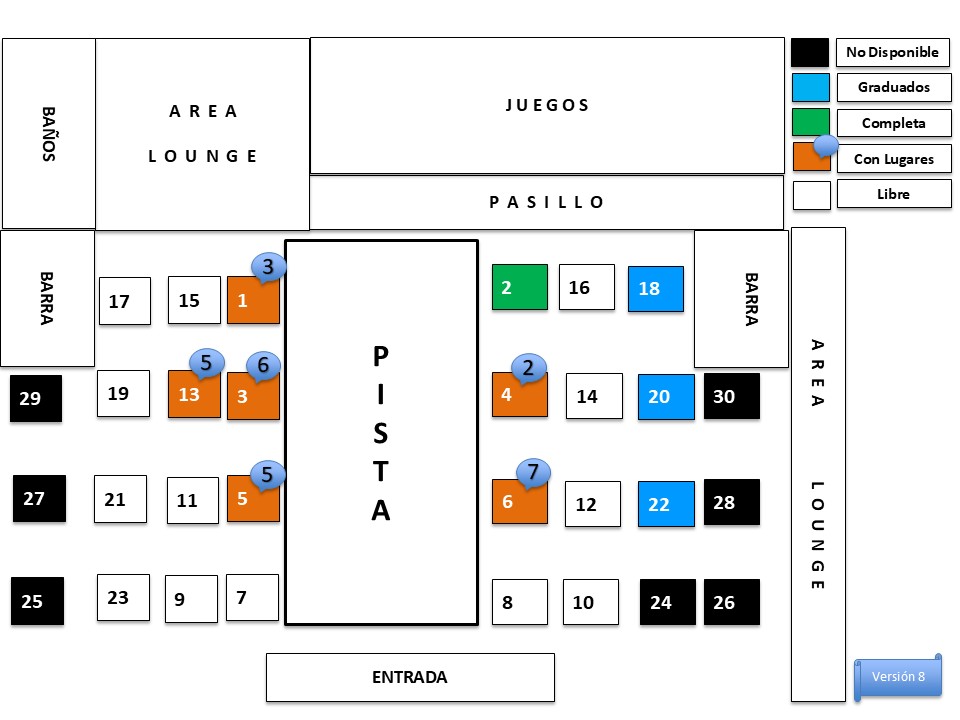 BAÑOS
AREA
LOUNGE
JUEGOS
PASILLO
No Disponible
Graduados
Completa
Con Lugares
Libre
BARRA
17
15
1
3
PISTA
2
16
18
BARRA
29
19
13
5
3
6
4
2
14
20
30
27
21
11
5
5
6
7
12
22
28
25
23
9
7
8
10
24
26
AREA LOUNGE
ENTRADA
Versión 8